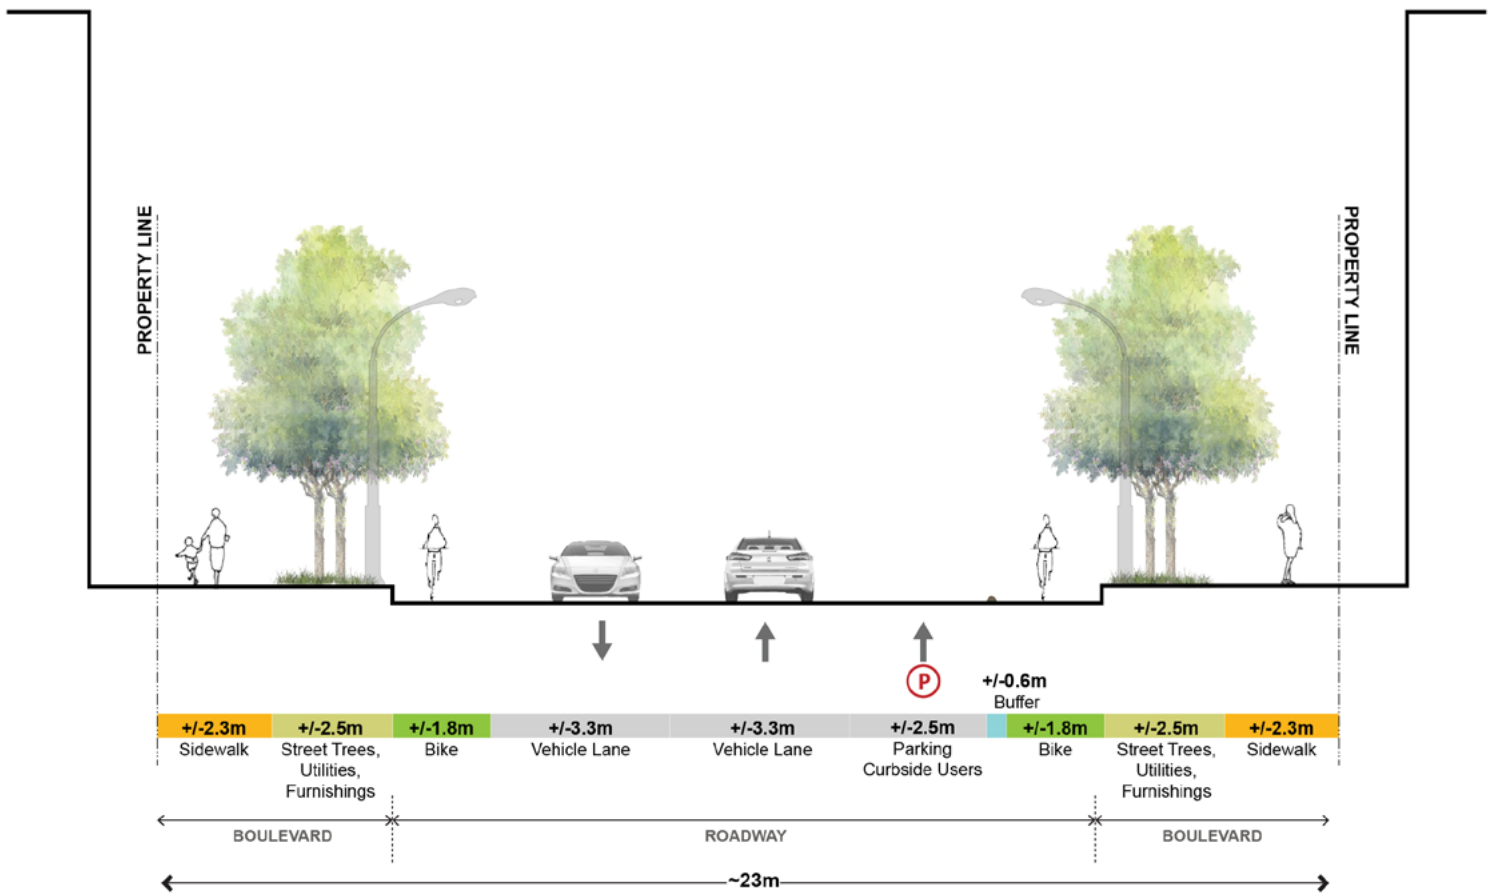 PROPERTY LINE
PROPERTY LINE
P
+/-0.6m
Buffer
+/-2.3m
Sidewalk
+/-2.5m
Street Trees,
Utilities,
Furnishings
+/-1.8m
Bike
+/-3.3m
Vehicle Lane
+/-3.3m
Vehicle Lane
+/-2.5m
Parking
Curbside Users
+/-1.8m
Bike
+/-2.5m
Street Trees,
Utilities,
Furnishings
+/-2.3m
Sidewalk
BOULEVARD
ROADWAY
BOULEVARD
~23m